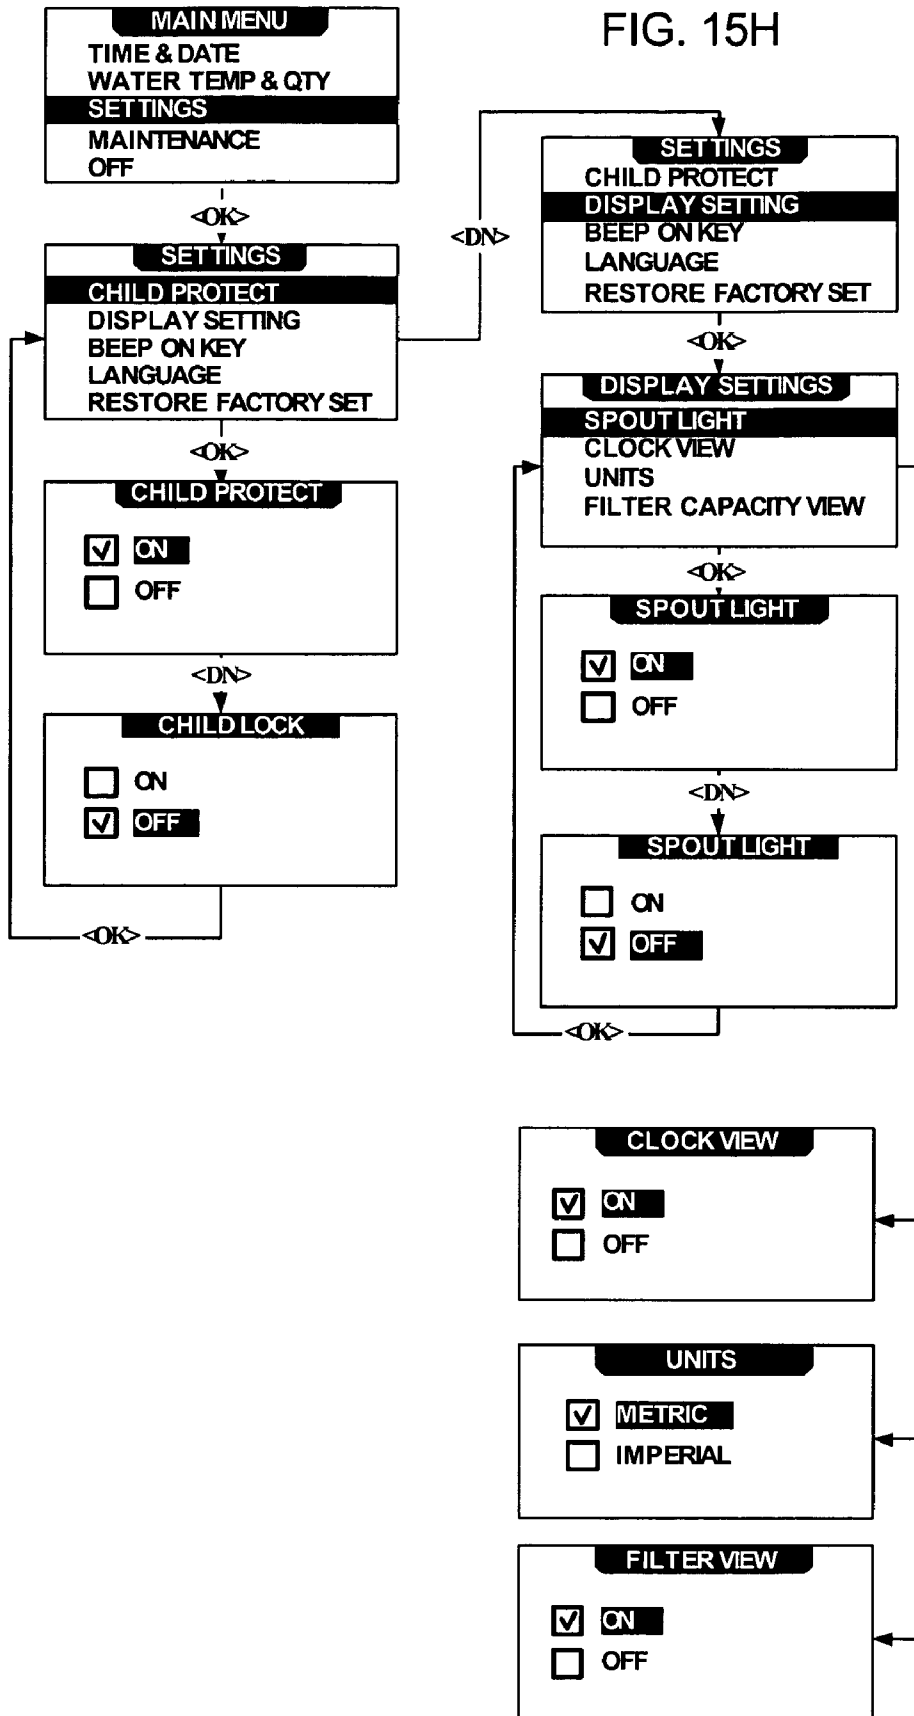 FIG. 15H
MAIN MENU
TIME & DATE
WATER TEMP & QTY
SETTINGS
MAINTENANCE
OFF
<OK>
SETTINGS
CHILD PROTECT
DISPLAY SETTING
BEEP ON KEY
LANGUAGE
RESTORE FACTORY SET
<OK>
CHILD PROTECT
ON
OFF
<DN>
CHILD LOCK
ON
OFF
<OK>
<DN>
SETTINGS
CHILD PROTECT
DISPLAY SETTING
BEEP ON KEY
LANGUAGE
RESTORE FACTORY SET
<OK>
DISPLAY SETTINGS
SPOUT LIGHT
CLOCK VIEW
UNITS
FILTER CAPACITY VIEW
<OK>
SPOUT LIGHT
ON
OFF
<DN>
SPOUT LIGHT
ON
OFF
<OK>
CLOCK VIEW
ON
OFF
UNITS
METRIC
IMPERIAL
FILTER VIEW
ON
OFF